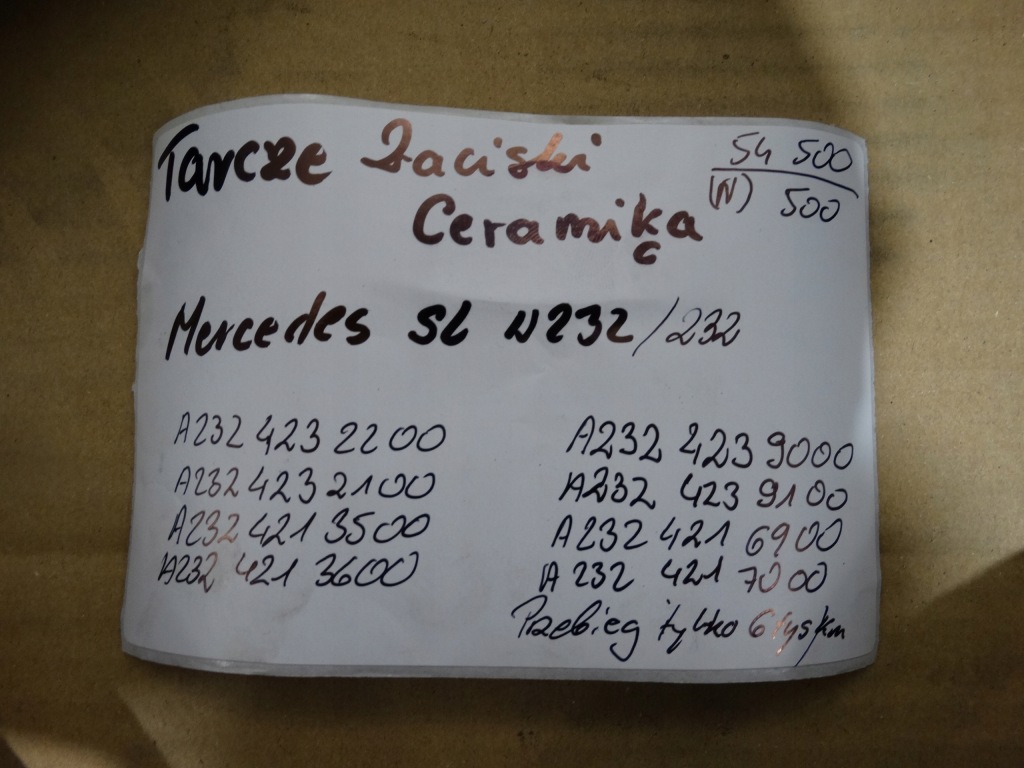 Tarcze Zaciski
Ceramika
54 500
(N) 500
Mercedes SL W232/232
A232 423 2200
A232 423 2100
A232 421 3500
A232 421 3600
A232 423 9000
A232 423 9100
A232 421 6900
A232 421 7000
Przebieg tylko 6 tys km